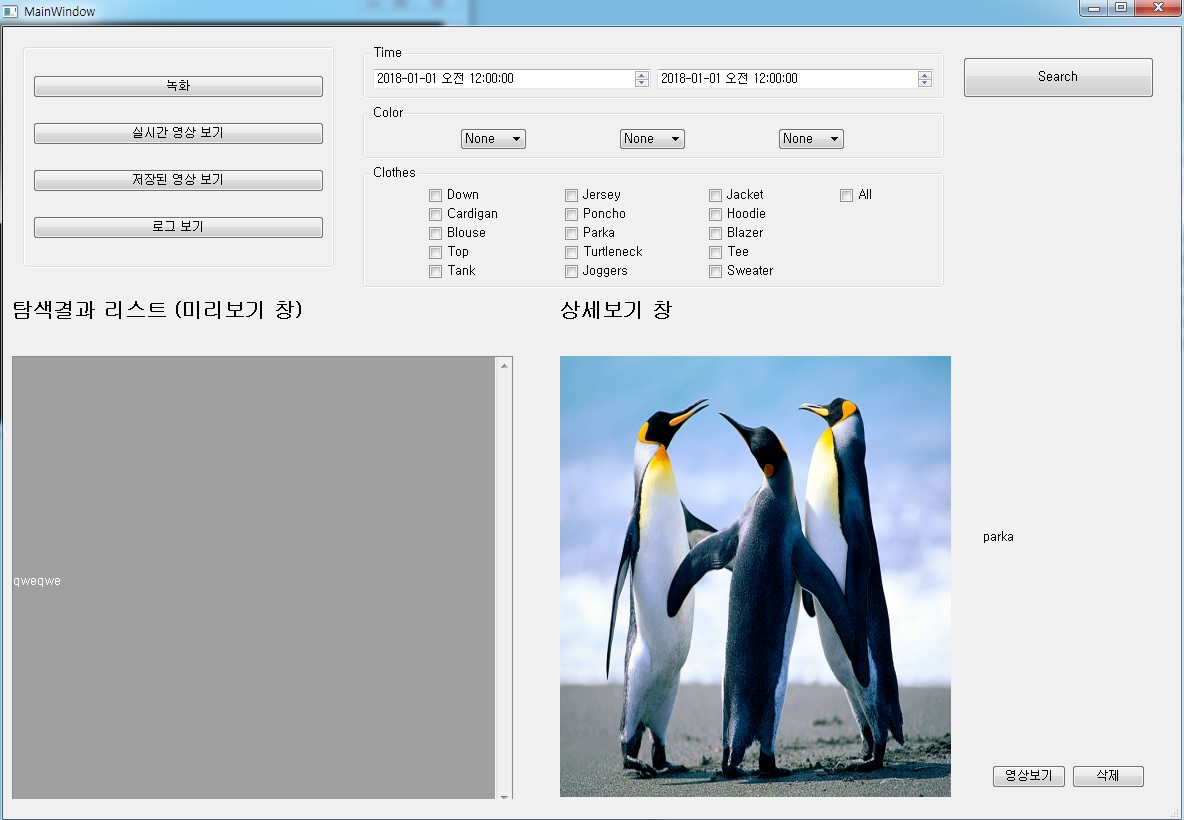 MainWindow
녹화
실시간 영상 보기
저장된 영상 보기
로그 보기
Time
2018-01-01 오전 12:00:00 2018-01-01 오전 12:00:00
Search
Color
None None None
Clothes
Down Jersey Jacket All
Cardigan Poncho Hoodie
Blouse Parka Blazer
Top Turtleneck Tee
Tank Joggers Sweater
탐색결과 리스트 (미리보기 창)
상세보기 창
qweqwe
parka
영상보기 삭제